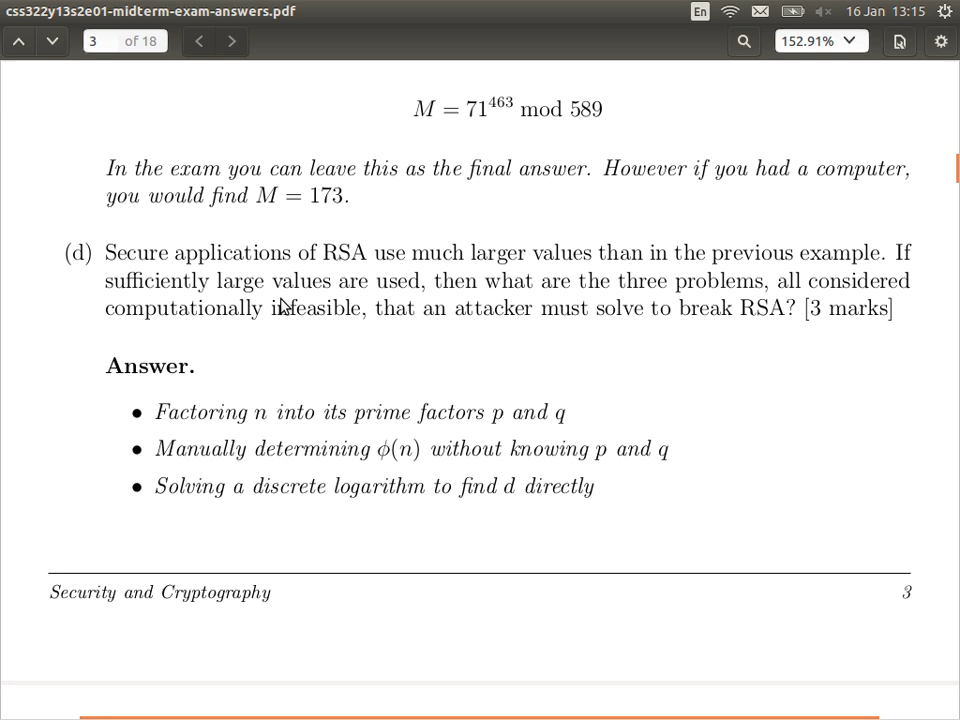 css322y13s2e01-midterm-exam-answers.pdf
En
16 Jan 13:15
3 of 18
152.91%
M = 71^463 mod 589
In the exam you can leave this as the final answer. However if you had a computer,
you would find M = 173.
(d) Secure applications of RSA use much larger values than in the previous example. If
sufficiently large values are used, then what are the three problems, all considered
computationally infeasible, that an attacker must solve to break RSA? [3 marks]
Answer.
• Factoring n into its prime factors p and q
• Manually determining ϕ(n) without knowing p and q
• Solving a discrete logarithm to find d directly
Security and Cryptography 3